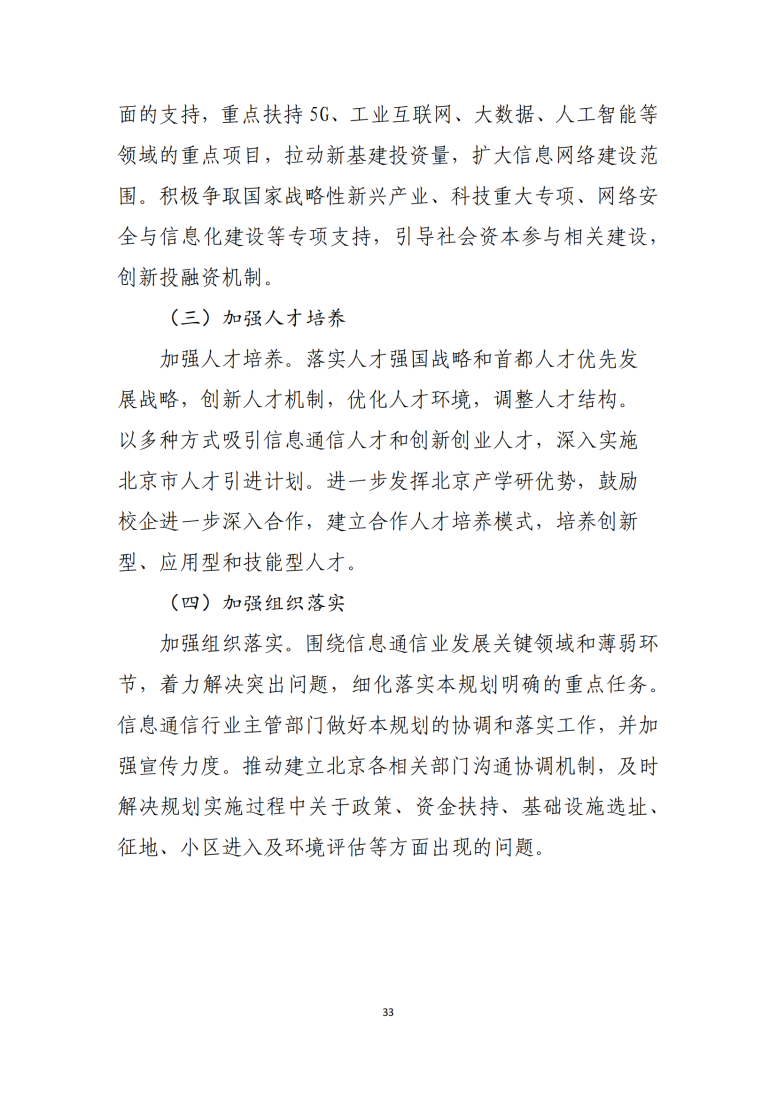 面的支持，重点扶持 5G、工业互联网、大数据、人工智能等
领域的重点项目，拉动新基建投资量，扩大信息网络建设范
围。积极争取国家战略性新兴产业、科技重大专项、网络安
全与信息化建设等专项支持，引导社会资本参与相关建设，
创新投融资机制。
（三）加强人才培养
加强人才培养。落实人才强国战略和首都人才优先发
展战略，创新人才机制，优化人才环境，调整人才结构。
以多种方式吸引信息通信人才和创新创业人才，深入实施
北京市人才引进计划。进一步发挥北京产学研优势，鼓励
校企进一步深入合作，建立合作人才培养模式，培养创新
型、应用型和技能型人才。
（四）加强组织落实
加强组织落实。围绕信息通信业发展关键领域和薄弱环
节，着力解决突出问题，细化落实本规划明确的重点任务。
信息通信行业主管部门做好本规划的协调和落实工作，并加
强宣传力度。推动建立北京各相关部门沟通协调机制，及时
解决规划实施过程中关于政策、资金扶持、基础设施选址、
征地、小区进入及环境评估等方面出现的问题。
33